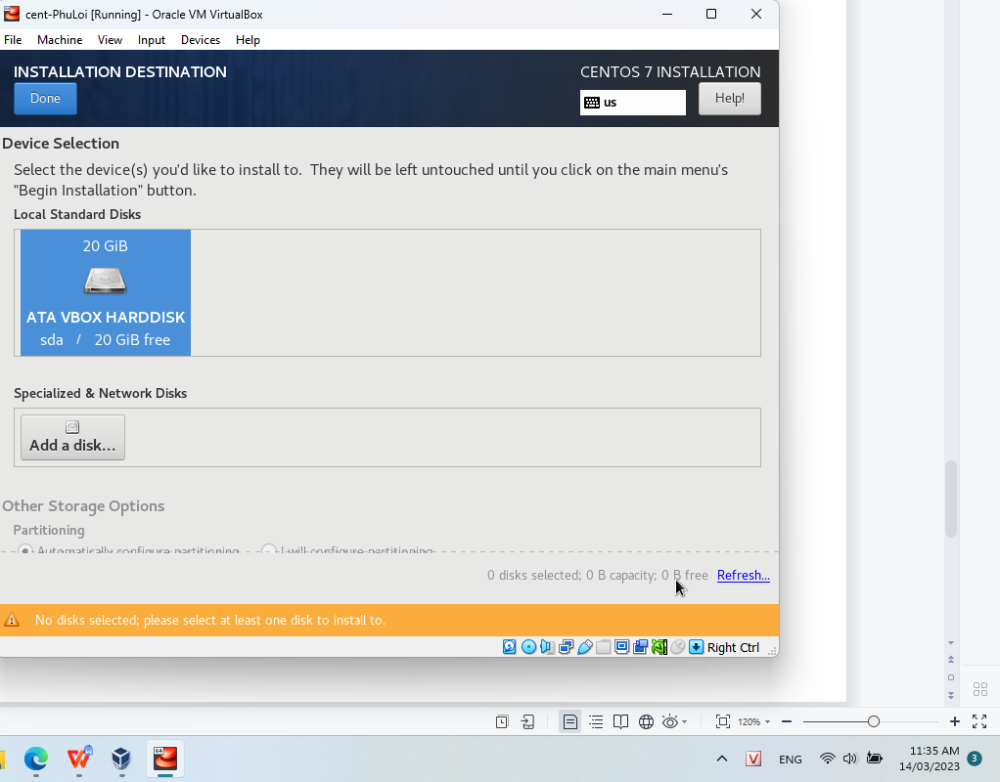 cent-PhuLoi [Running] - Oracle VM VirtualBox
File Machine View Input Devices Help
INSTALLATION DESTINATION
CENTOS 7 INSTALLATION
Done
us
Help!
Device Selection
Select the device(s) you'd like to install to. They will be left untouched until you click on the main menu's
"Begin Installation" button.
Local Standard Disks
20 GiB
ATA VBOX HARDDISK
sda / 20 GiB free
Specialized & Network Disks
Add a disk...
Other Storage Options
Partitioning
Automatically configure partitioning. I will configure partitioning.
0 disks selected; 0 B capacity; 0 B free Refresh...
No disks selected; please select at least one disk to install to.
Right Ctrl
120%
ENG
11:35 AM
14/03/2023
3